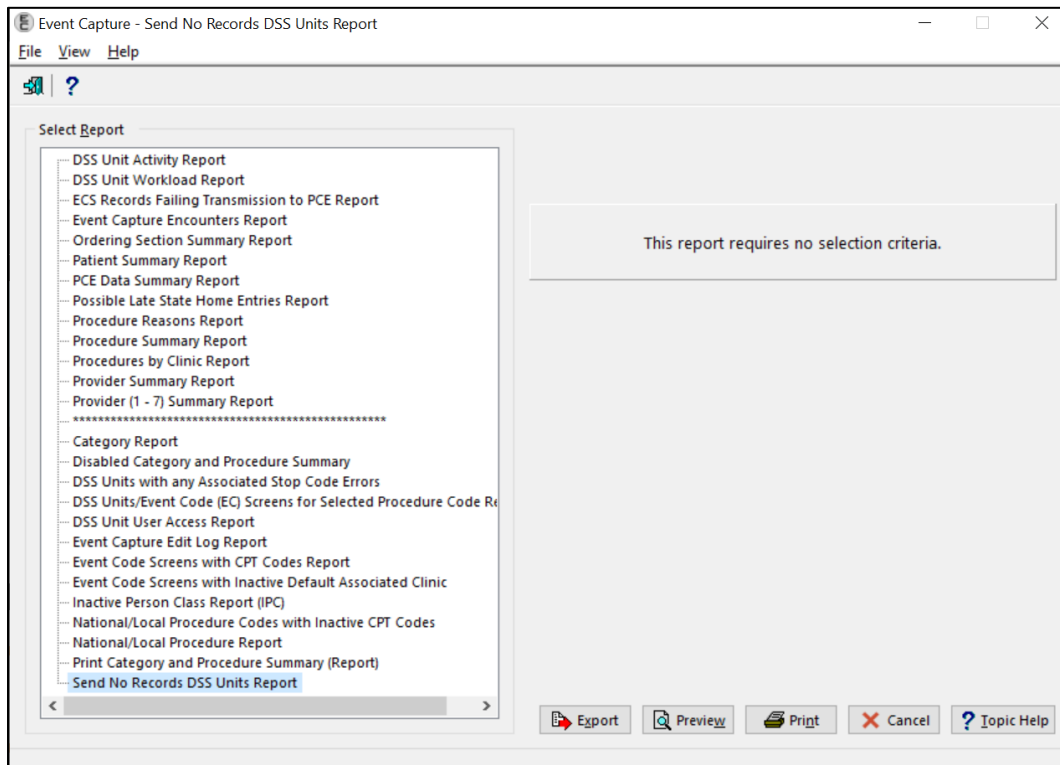 Event Capture - Send No Records DSS Units Report
File View Help
Select Report
DSS Unit Activity Report
DSS Unit Workload Report
ECS Records Failing Transmission to PCE Report
Event Capture Encounters Report
Ordering Section Summary Report
Patient Summary Report
PCE Data Summary Report
Possible Late State Home Entries Report
Procedure Reasons Report
Procedure Summary Report
Procedures by Clinic Report
Provider Summary Report
Provider (1 - 7) Summary Report
**************************************************
Category Report
Disabled Category and Procedure Summary
DSS Units with any Associated Stop Code Errors
DSS Units/Event Code (EC) Screens for Selected Procedure Code Re
DSS Unit User Access Report
Event Capture Edit Log Report
Event Code Screens with CPT Codes Report
Event Code Screens with Inactive Default Associated Clinic
Inactive Person Class Report (IPC)
National/Local Procedure Codes with Inactive CPT Codes
National/Local Procedure Report
Print Category and Procedure Summary (Report)
Send No Records DSS Units Report
This report requires no selection criteria.
Export Preview Print Cancel ? Topic Help